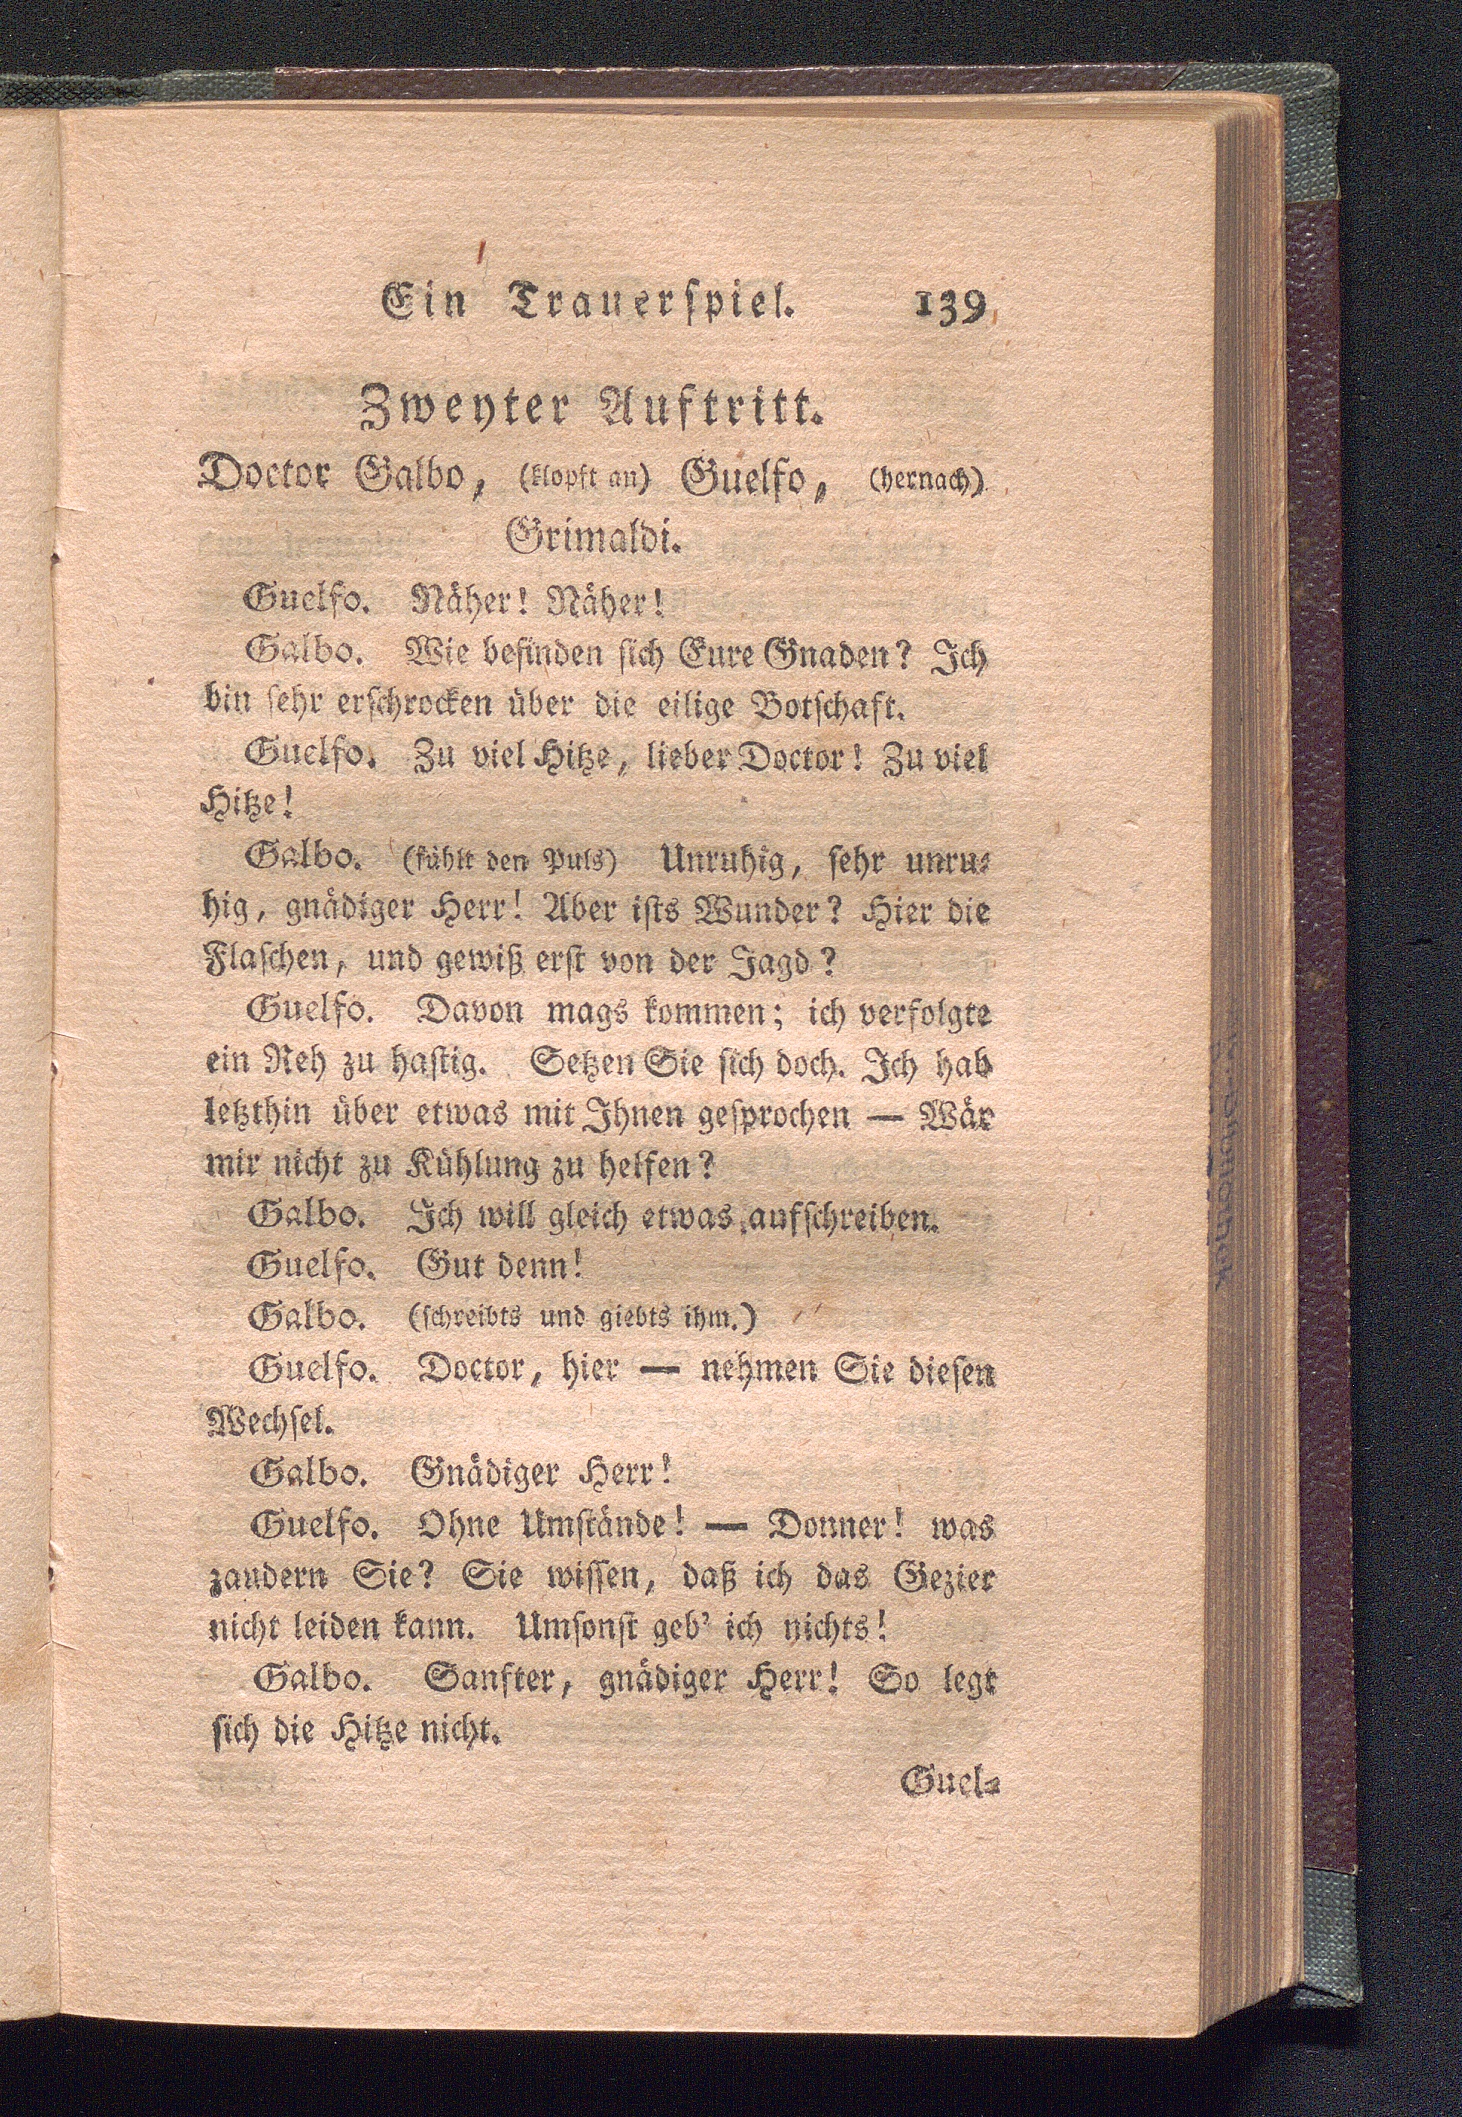 Ein Trauerſpiel. 139
Zweyter Auftritt.
Doctor Galbo, (klopft an) Guelfo, (hernach)
Grimaldi.
Guelfo. Näher! Näher!
Galbo. Wie befinden ſich Eure Gnaden? Ich
bin ſehr erſchrocken über die eilige Botſchaft.
Guelfo. Zu viel Hitze, lieber Doctor! Zu viel
Hitze!
Galbo. (fühlt den Puls) Unruhig, ſehr unru-
hig, gnädiger Herr! Aber iſts Wunder? Hier die
Flaſchen, und gewiß erſt von der Jagd?
Guelfo. Davon mags kommen; ich verfolgte
ein Reh zu haſtig. Setzen Sie ſich doch. Ich hab
letzthin über etwas mit Ihnen geſprochen — Wär
mir nicht zu Kühlung zu helfen?
Galbo. Ich will gleich etwas aufſchreiben.
Guelfo. Gut denn!
Galbo. (ſchreibts und giebts ihm.)
Guelfo. Doctor, hier — nehmen Sie dieſen
Wechſel.
Galbo. Gnädiger Herr!
Guelfo. Ohne Umſtände! — Donner! was
zaudern Sie? Sie wiſſen, daß ich das Gezier
nicht leiden kann. Umſonſt geb' ich nichts!
Galbo. Sanfter, gnädiger Herr! So legt
ſich die Hitze nicht.
Guel-